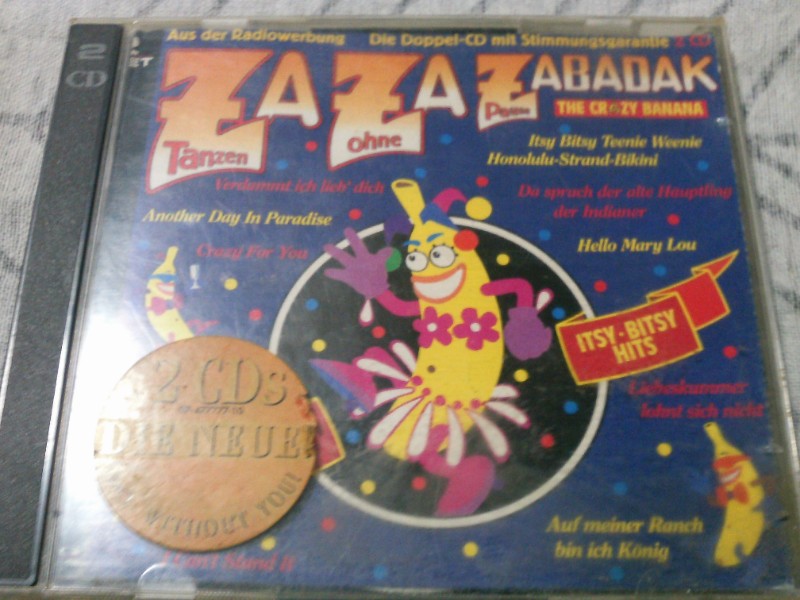 2
CD
Aus der Radiowerbung Die Doppel-CD mit Stimmungsgarantie 2 CD
ZA ZA ZABADAK
Tanzen ohne Pause
THE CRAZY BANANA
Itsy Bitsy Teenie Weenie
Honolulu-Strand-Bikini
Verdammt ich lieb' dich
Da sprach der alte Häuptling
der Indianer
Another Day In Paradise
Crazy For You
Hello Mary Lou
ITSY-BITSY
HITS
2 CDs
DIE NEUE
WITHOUT YOU!
Liebeskummer
lohnt sich nicht
Auf meiner Ranch
bin ich König
I Can't Stand It